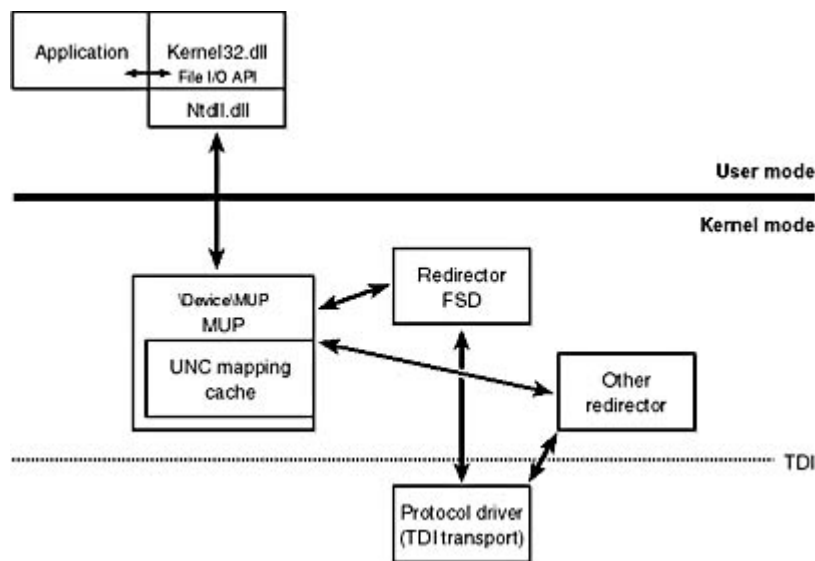 Application
Kernel32.dll
File I/O API
Ntdll.dll
User mode
Kernel mode
\Device\MUP
MUP
UNC mapping
cache
Redirector
FSD
Other
redirector
TDI
Protocol driver
(TDI transport)